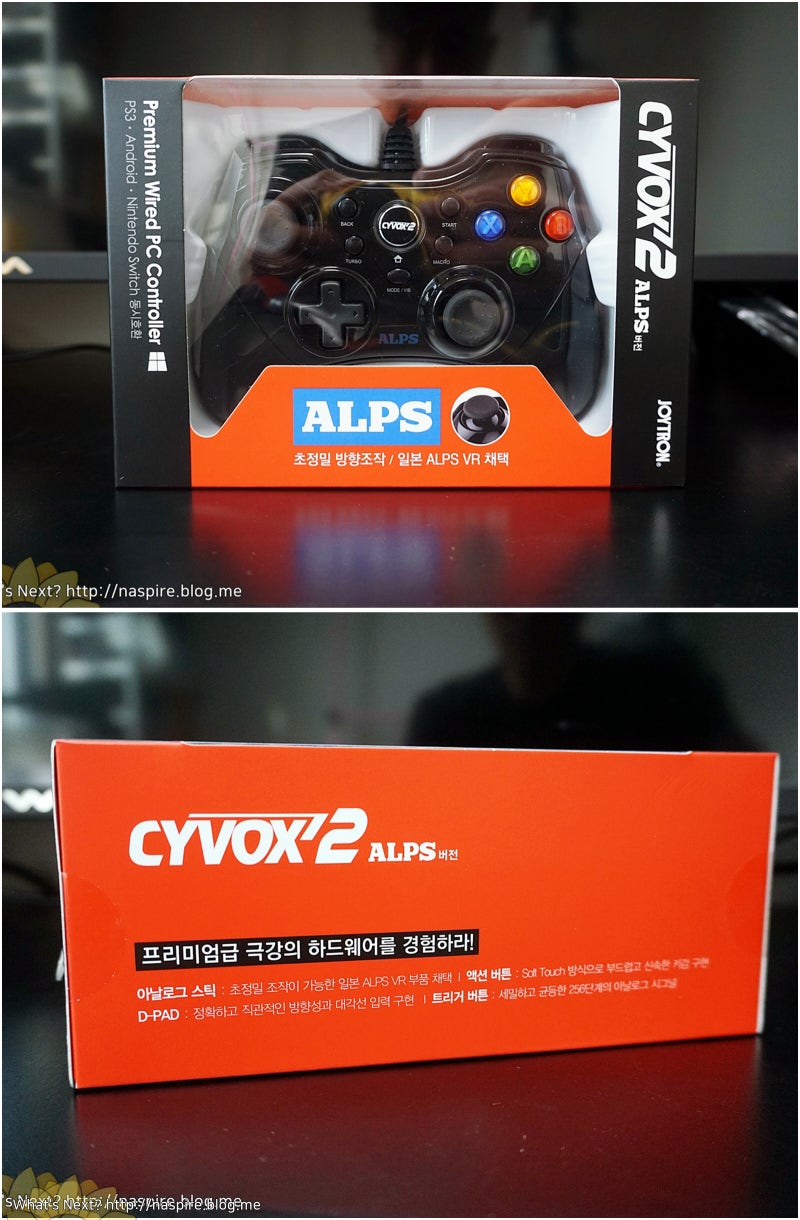 Premium Wired PC Controller
PS3 · Android · Nintendo Switch 동시호환
CYVOX'2 ALPS 버전
JOYTRON®
BACK
CYVOX'2
START
TURBO
MACRO
MODE / VIB
Y
X
B
A
ALPS
ALPS
초정밀 방향조작 / 일본 ALPS VR 채택
's Next? http://naspire.blog.me
W
CYVOX'2 ALPS 버전
프리미엄급 극강의 하드웨어를 경험하라!
아날로그 스틱 : 초정밀 조작이 가능한 일본 ALPS VR 부품 채택 | 액션 버튼 : Soft Touch 방식으로 부드럽고 신속한 키감 구현
D-PAD : 정확하고 직관적인 방향성과 대각선 입력 구현 | 트리거 버튼 : 세밀하고 균등한 256단계의 아날로그 시그널
's Next? http://naspire.blog.me
What's Next? http://naspire.blog.me